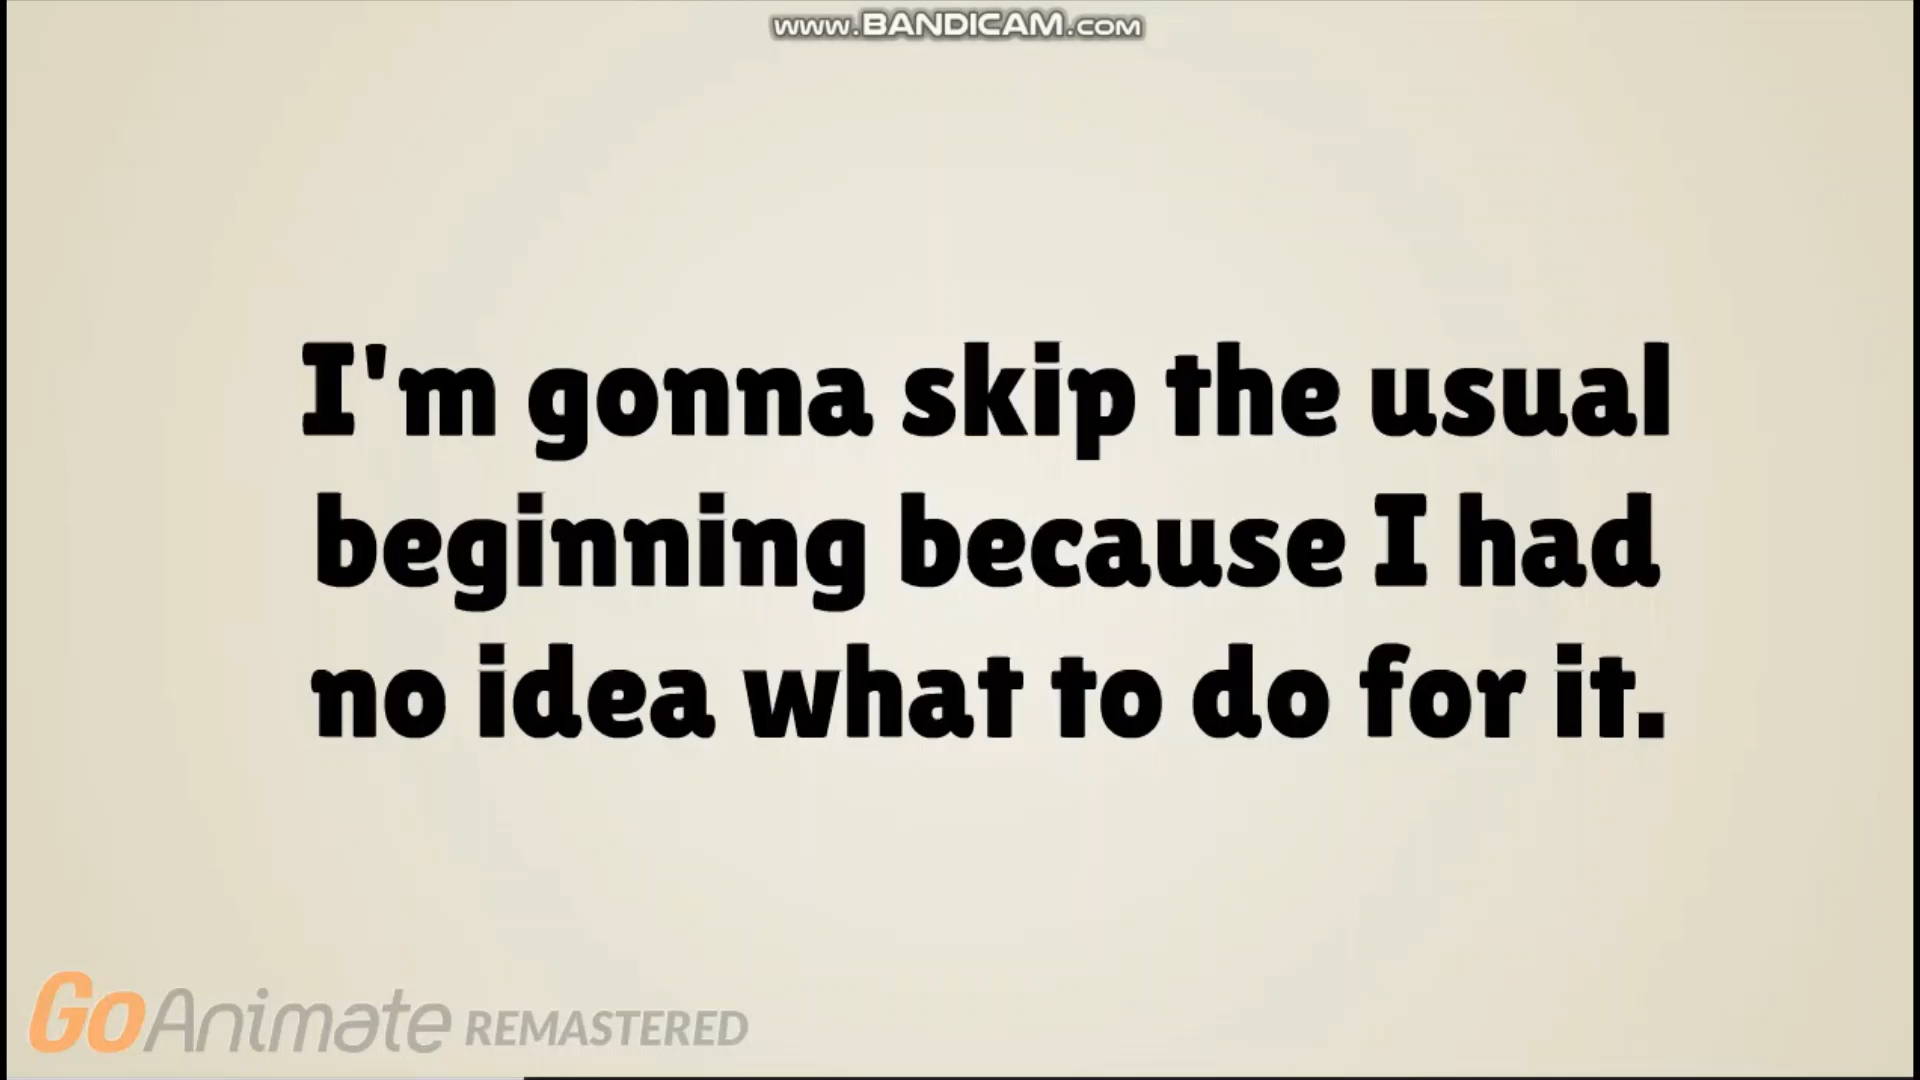 www.BANDICAM.COM
I'm gonna skip the usual
beginning because I had
no idea what to do for it.
GoAnimate REMASTERED